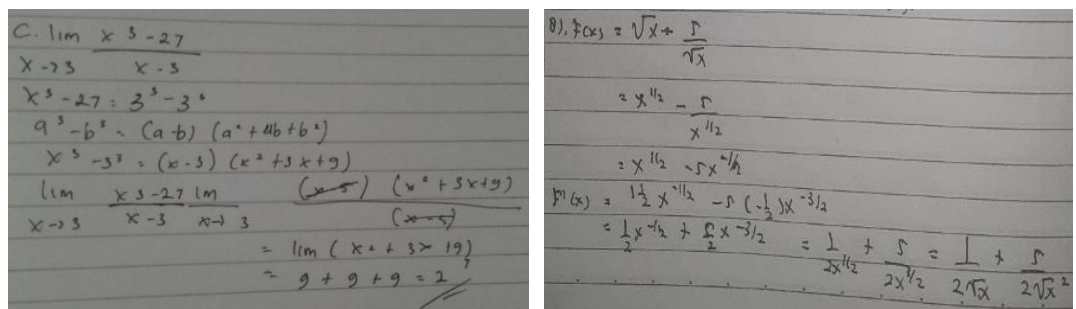 C. lim x³ - 27
x→3 x - 3
x³ - 27 = 3³ - 3³
a³ - b³ = (a-b) (a² + ab + b²)
x³ - 3³ = (x-3) (x² + 3x + 9)
lim x³ - 27 lim (x-3) (x² + 3x + 9)
x→3 x - 3 x→3 (x-3)
= lim (x² + 3x + 9)
= 9 + 9 + 9 = 2
8). F(x) = √x - 5
√x
= x^1/2 - 5
x^1/2
= x^1/2 - 5x^-1/2
F'(x) = 1 1/2 x^-1/2 - 5 (-1/2) x^-3/2
= 1/2 x^-1/2 + 5/2 x^-3/2 = 1/2x^1/2 + 5/2x^3/2 = 1/2√x + 5/2√x²